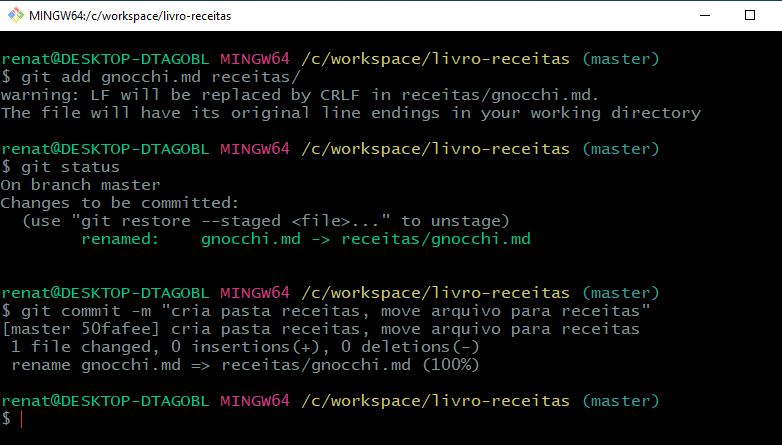 MINGW64:/c/workspace/livro-receitas
renat@DESKTOP-DTAGOBL MINGW64 /c/workspace/livro-receitas (master)
$ git add gnocchi.md receitas/
warning: LF will be replaced by CRLF in receitas/gnocchi.md.
The file will have its original line endings in your working directory
renat@DESKTOP-DTAGOBL MINGW64 /c/workspace/livro-receitas (master)
$ git status
On branch master
Changes to be committed:
  (use "git restore --staged <file>..." to unstage)
        renamed:    gnocchi.md -> receitas/gnocchi.md
renat@DESKTOP-DTAGOBL MINGW64 /c/workspace/livro-receitas (master)
$ git commit -m "cria pasta receitas, move arquivo para receitas"
[master 50fafee] cria pasta receitas, move arquivo para receitas
 1 file changed, 0 insertions(+), 0 deletions(-)
 rename gnocchi.md => receitas/gnocchi.md (100%)
renat@DESKTOP-DTAGOBL MINGW64 /c/workspace/livro-receitas (master)
$